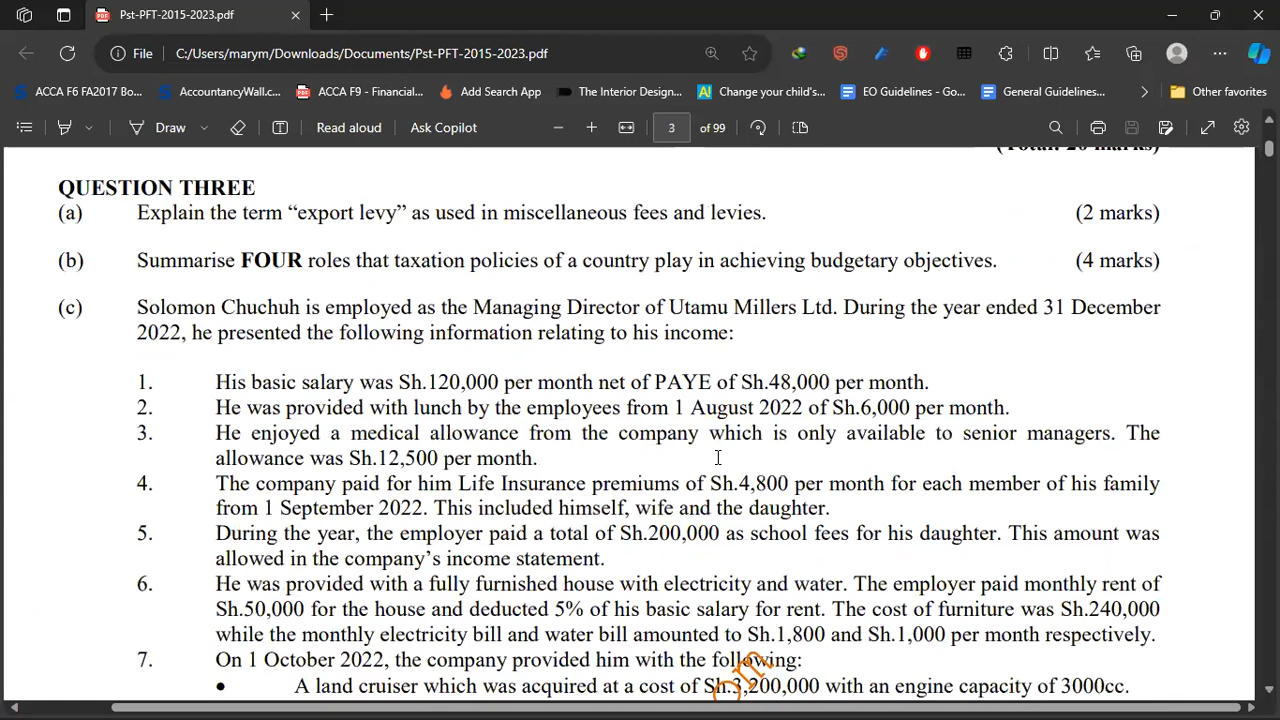 Pst-PFT-2015-2023.pdf
File C:/Users/marym/Downloads/Documents/Pst-PFT-2015-2023.pdf
ACCA F6 FA2017 Bo... AccountancyWall.c... ACCA F9 - Financial... Add Search App The Interior Design... Change your child's... EO Guidelines - Go... General Guidelines... Other favorites
Draw Read aloud Ask Copilot 3 of 99
(Total: 20 marks)
QUESTION THREE
(a) Explain the term “export levy” as used in miscellaneous fees and levies. (2 marks)
(b) Summarise FOUR roles that taxation policies of a country play in achieving budgetary objectives. (4 marks)
(c) Solomon Chuchuh is employed as the Managing Director of Utamu Millers Ltd. During the year ended 31 December
2022, he presented the following information relating to his income:
1. His basic salary was Sh.120,000 per month net of PAYE of Sh.48,000 per month.
2. He was provided with lunch by the employees from 1 August 2022 of Sh.6,000 per month.
3. He enjoyed a medical allowance from the company which is only available to senior managers. The
allowance was Sh.12,500 per month.
4. The company paid for him Life Insurance premiums of Sh.4,800 per month for each member of his family
from 1 September 2022. This included himself, wife and the daughter.
5. During the year, the employer paid a total of Sh.200,000 as school fees for his daughter. This amount was
allowed in the company’s income statement.
6. He was provided with a fully furnished house with electricity and water. The employer paid monthly rent of
Sh.50,000 for the house and deducted 5% of his basic salary for rent. The cost of furniture was Sh.240,000
while the monthly electricity bill and water bill amounted to Sh.1,800 and Sh.1,000 per month respectively.
7. On 1 October 2022, the company provided him with the following:
• A land cruiser which was acquired at a cost of Sh.3,200,000 with an engine capacity of 3000cc.
om